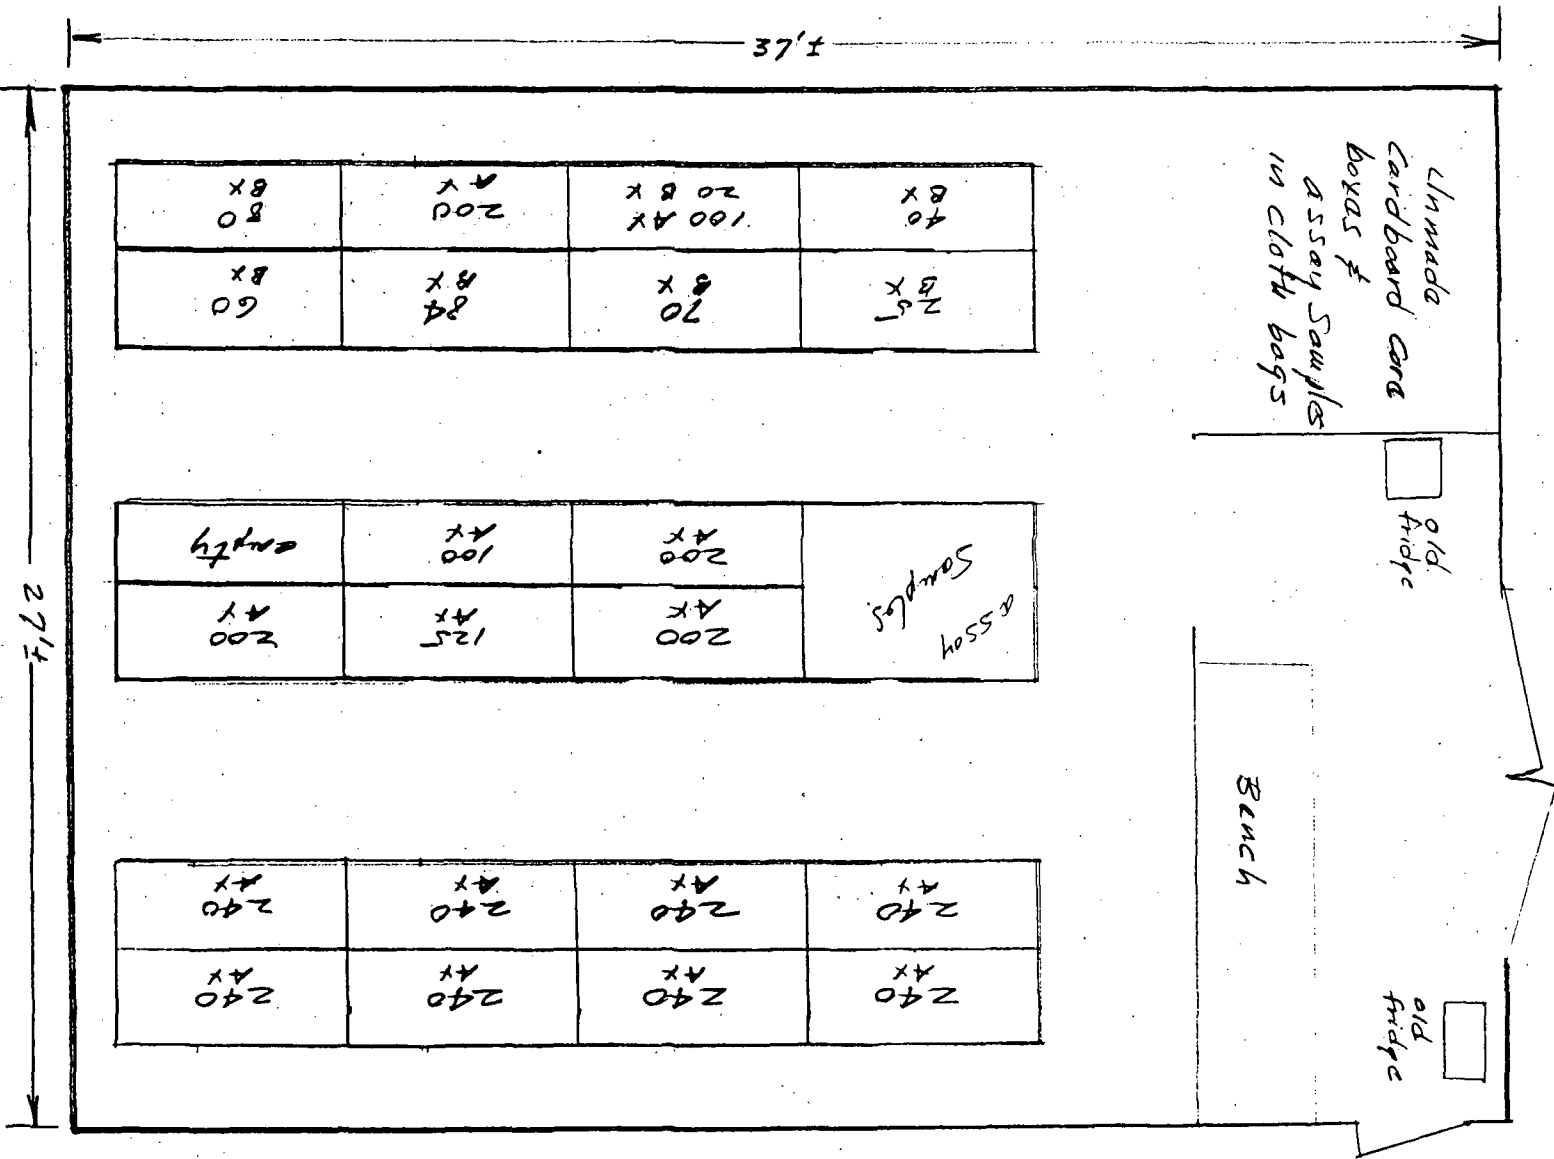 37'±
27'±
80
BX
200
AX
100 AX
20 BX
40
BX
60
BX
84
BX
70
BX
25
BX
Unmade
Cardboard Core
boxes &
assay Samples
in cloth bags
old
fridge
empty
100
AX
200
AX
assay
Samples
200
AX
125
AX
200
AX
Bench
240
AX
240
AX
240
AX
240
AX
240
AX
240
AX
240
AX
240
AX
old
fridge